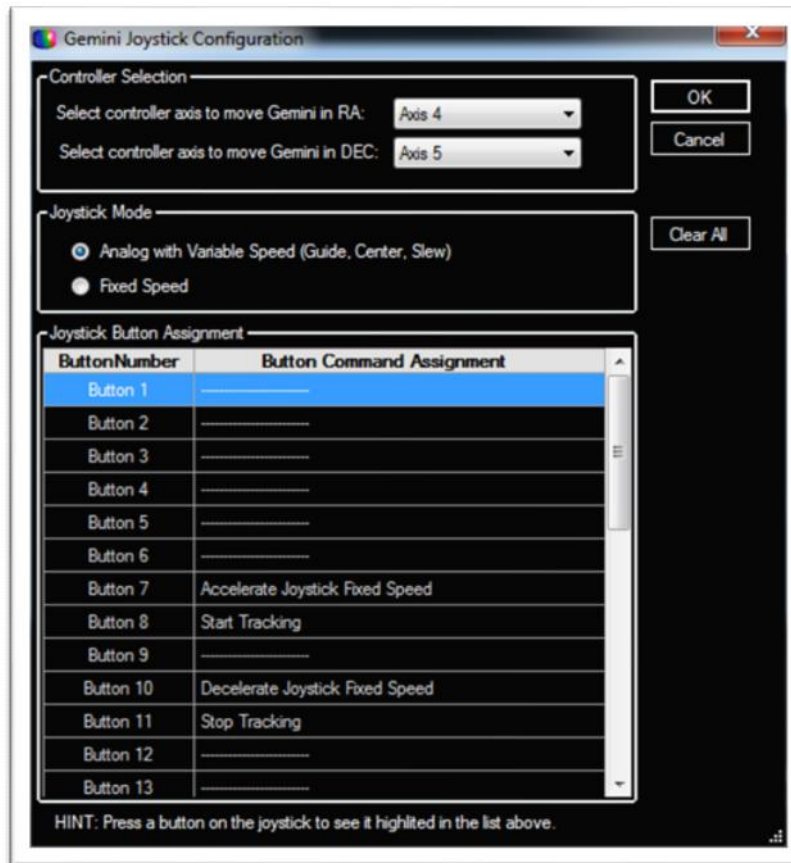 Gemini Joystick Configuration
Controller Selection
Select controller axis to move Gemini in RA: Axis 4
Select controller axis to move Gemini in DEC: Axis 5
OK
Cancel
Joystick Mode
Analog with Variable Speed (Guide, Center, Slew)
Fixed Speed
Clear All
Joystick Button Assignment
ButtonNumber Button Command Assignment
Button 1 -----------------------
Button 2 -----------------------
Button 3 -----------------------
Button 4 -----------------------
Button 5 -----------------------
Button 6 -----------------------
Button 7 Accelerate Joystick Fixed Speed
Button 8 Start Tracking
Button 9 -----------------------
Button 10 Decelerate Joystick Fixed Speed
Button 11 Stop Tracking
Button 12 -----------------------
Button 13
HINT: Press a button on the joystick to see it highlited in the list above.